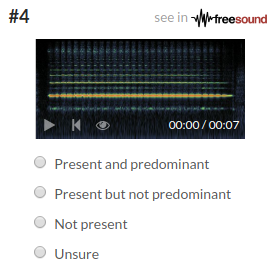 #4
see in freesound
00:00 / 00:07
Present and predominant
Present but not predominant
Not present
Unsure